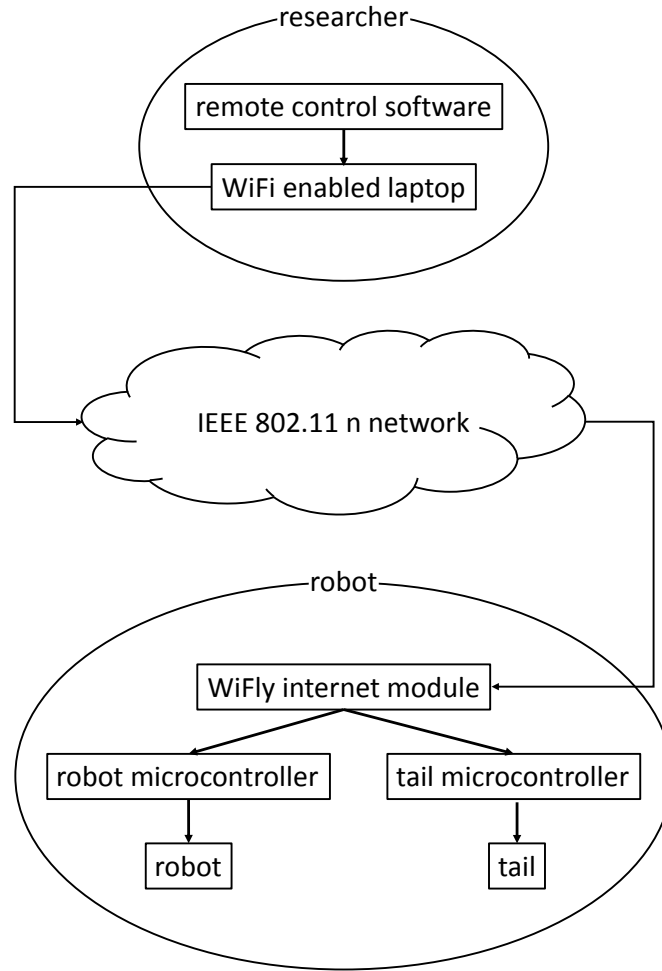 researcher
remote control software
WiFi enabled laptop
IEEE 802.11 n network
robot
WiFly internet module
robot microcontroller
tail microcontroller
robot
tail